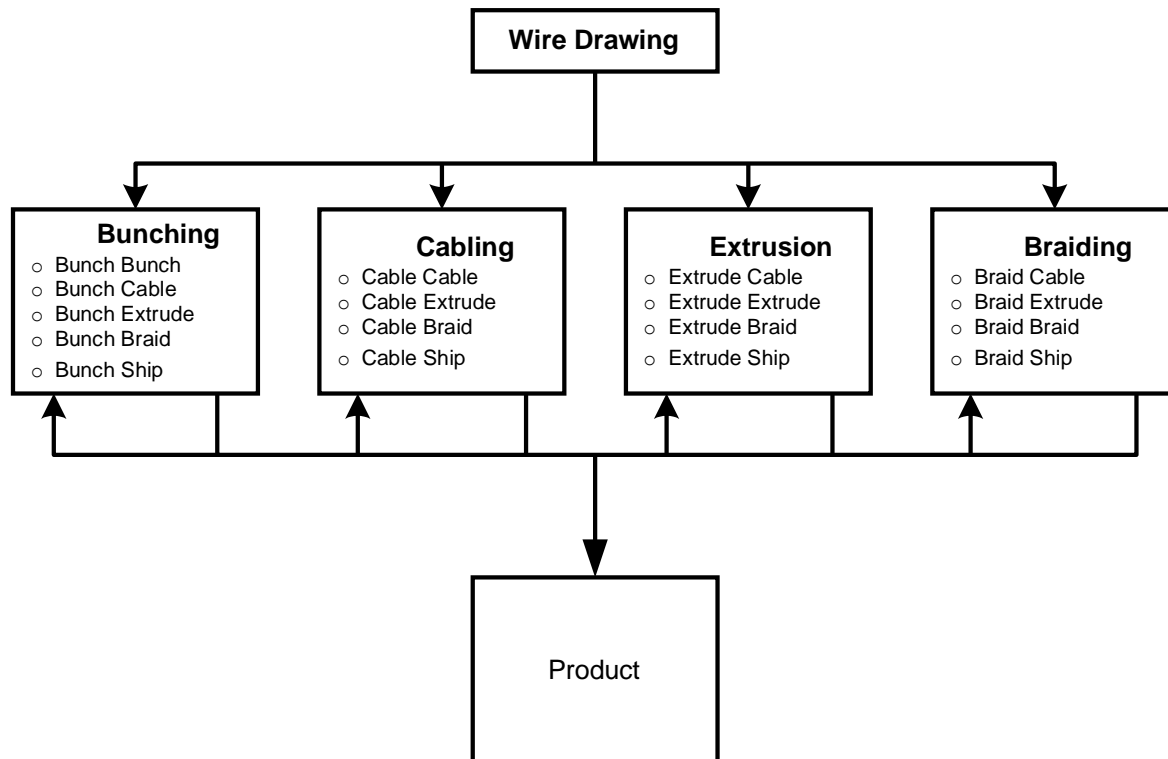 Wire Drawing
Bunching
○ Bunch Bunch
○ Bunch Cable
○ Bunch Extrude
○ Bunch Braid
○ Bunch Ship
Cabling
○ Cable Cable
○ Cable Extrude
○ Cable Braid
○ Cable Ship
Extrusion
○ Extrude Cable
○ Extrude Extrude
○ Extrude Braid
○ Extrude Ship
Braiding
○ Braid Cable
○ Braid Extrude
○ Braid Braid
○ Braid Ship
Product